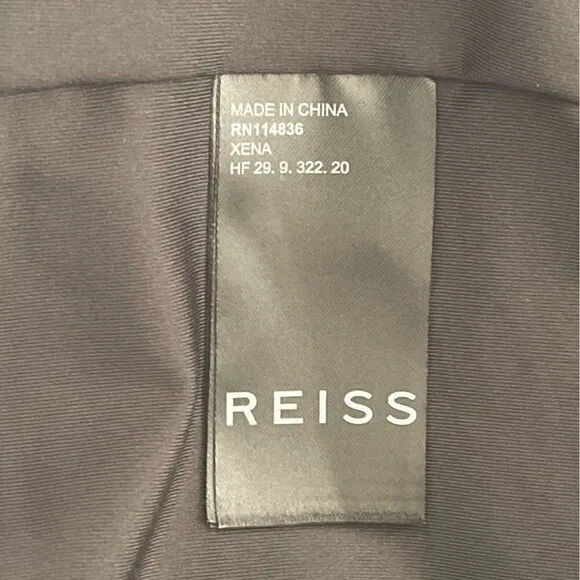 MADE IN CHINA
RN114836
XENA
HF 29. 9. 322. 20
REISS